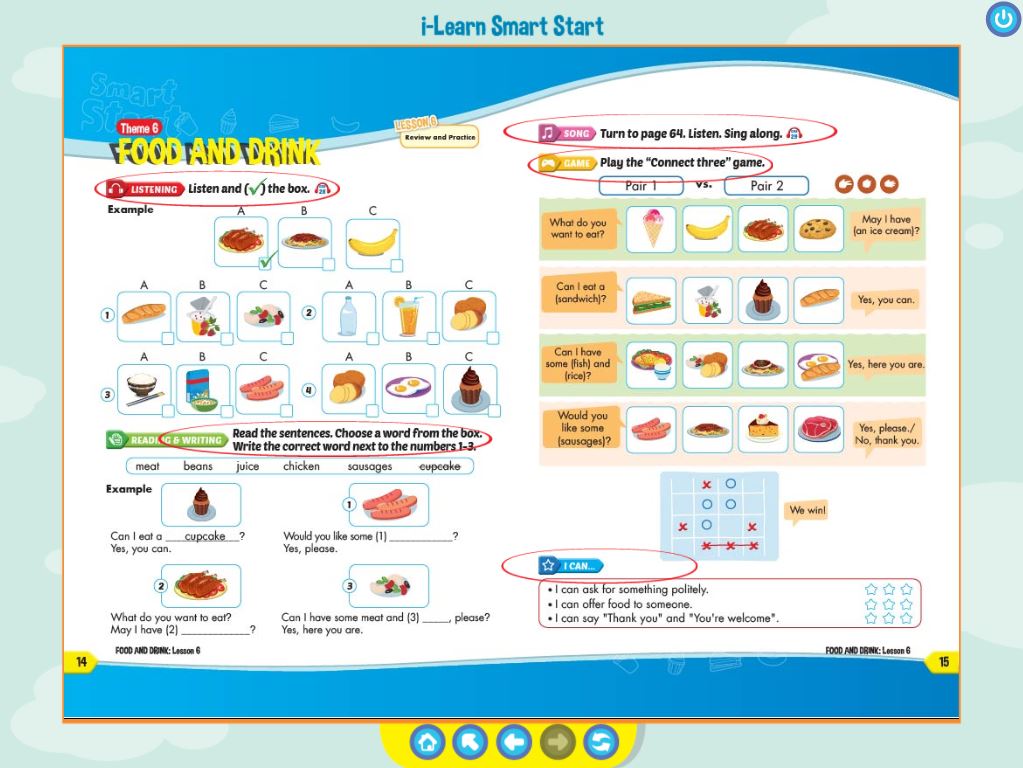 i-Learn Smart Start
Smart
Start
Theme 6
FOOD AND DRINK
LESSON 6
Review and Practice
LISTENING Listen and (✓) the box. CD2 28
Example
A B C
A B C
1
A B C
2
A B C
3
A B C
4
READING & WRITING Read the sentences. Choose a word from the box.
Write the correct word next to the numbers 1-3.
meat beans juice chicken sausages cupcake
Example
Can I eat a ___cupcake___?
Yes, you can.
1
Would you like some (1) ___________?
Yes, please.
2
What do you want to eat?
May I have (2) ____________?
3
Can I have some meat and (3) _____, please?
Yes, here you are.
FOOD AND DRINK: Lesson 6
14
SONG Turn to page 64. Listen. Sing along. 29
GAME Play the “Connect three” game.
Pair 1 vs. Pair 2
What do you
want to eat?
May I have
(an ice cream)?
Can I eat a
(sandwich)?
Yes, you can.
Can I have
some (fish) and
(rice)?
Yes, here you are.
Would you
like some
(sausages)?
Yes, please./
No, thank you.
x O
O O
x O x
x x x
We win!
I CAN...
• I can ask for something politely.
• I can offer food to someone.
• I can say "Thank you" and "You're welcome".
FOOD AND DRINK: Lesson 6
15